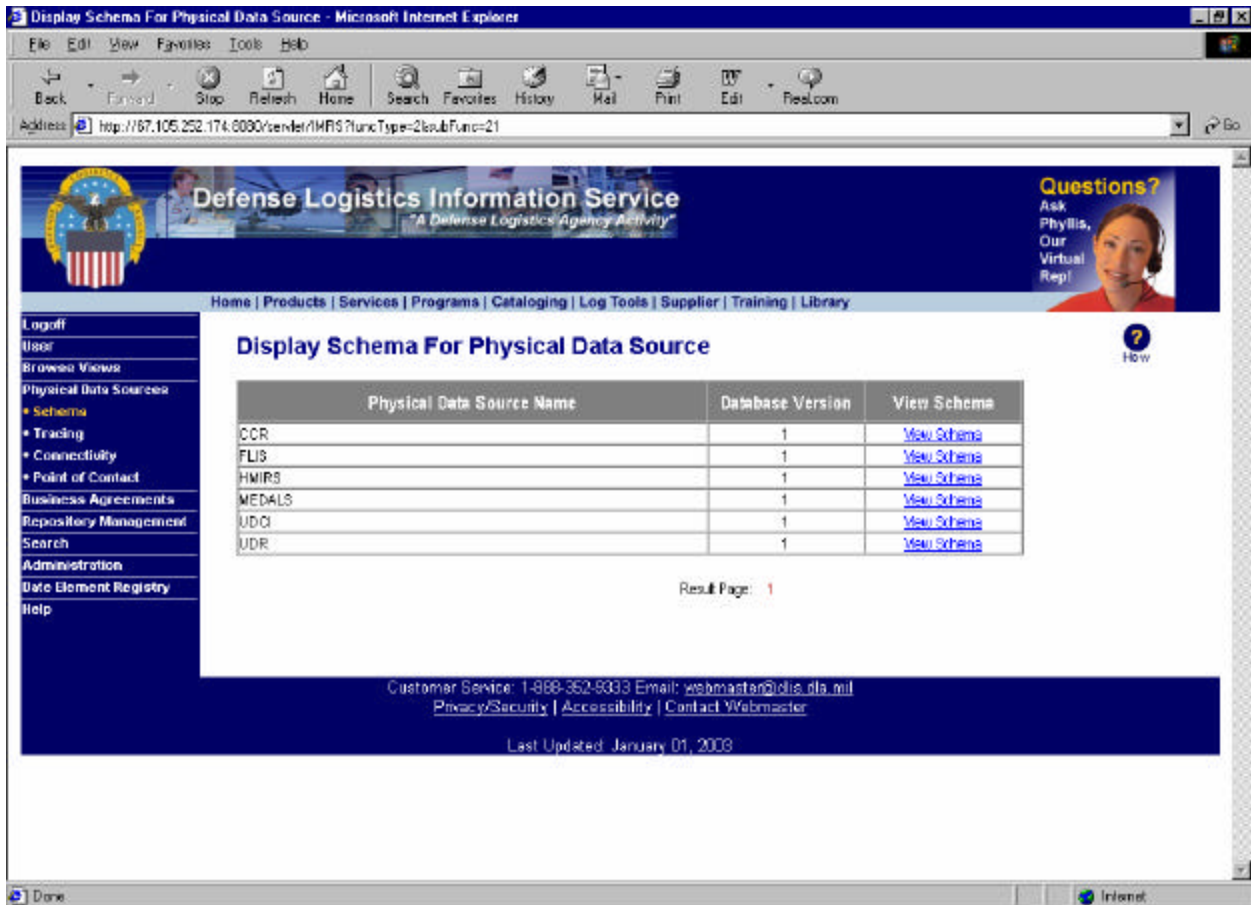 Display Schema For Physical Data Source - Microsoft Internet Explorer
File Edit View Favorites Tools Help
Back Forward Stop Refresh Home Search Favorites History Mail Print Edit Real.com
Address http://67.105.252.174:8080/servlet/IMRIS?funcType=2&subFunc=21 Go
Defense Logistics Information Service
"A Defense Logistics Agency Activity"
Questions?
Ask
Phyllis,
Our
Virtual
Rep!
Home | Products | Services | Programs | Cataloging | Log Tools | Supplier | Training | Library
Logoff
User
Browse Views
Physical Data Sources
• Schema
• Tracing
• Connectivity
• Point of Contact
Business Agreements
Repository Management
Search
Administration
Data Element Registry
Help
Display Schema For Physical Data Source
?
How
Physical Data Source Name Database Version View Schema
CCR 1 View Schema
FLIS 1 View Schema
HMIRS 1 View Schema
MEDALS 1 View Schema
UDCI 1 View Schema
UDR 1 View Schema
Result Page: 1
Customer Service: 1-888-352-9333 Email: webmaster@dlis.dla.mil
Privacy/Security | Accessibility | Contact Webmaster
Last Updated: January 01, 2003
Done Internet